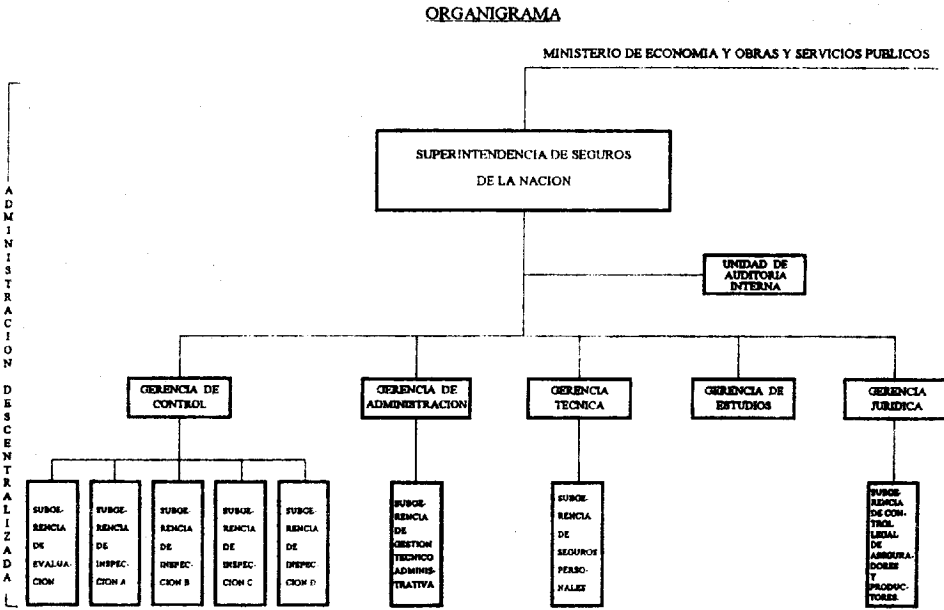 ORGANIGRAMA
MINISTERIO DE ECONOMIA Y OBRAS Y SERVICIOS PUBLICOS
SUPERINTENDENCIA DE SEGUROS
DE LA NACION
ADMINISTRACION DESCENTRALIZADA
UNIDAD DE
AUDITORIA
INTERNA
GERENCIA DE
CONTROL
GERENCIA DE
ADMINISTRACION
GERENCIA
TECNICA
GERENCIA DE
ESTUDIOS
GERENCIA
JURIDICA
SUBGE-
RENCIA
DE
EVALUA-
CION
SUBGE-
RENCIA
DE
INSPEC-
CION A
SUBGE-
RENCIA
DE
INSPEC-
CION B
SUBGE-
RENCIA
DE
INSPEC-
CION C
SUBGE-
RENCIA
DE
INSPEC-
CION D
SUBGE-
RENCIA
DE
GESTION
TECNICO
ADMINIS-
TRATIVA
SUBGE-
RENCIA
DE
SEGUROS
PERSO-
NALES
SUBGE-
RENCIA
DE CON-
TROL
LEGAL
DE
ASEGURA-
DORES
Y
PRODUC-
TORES.